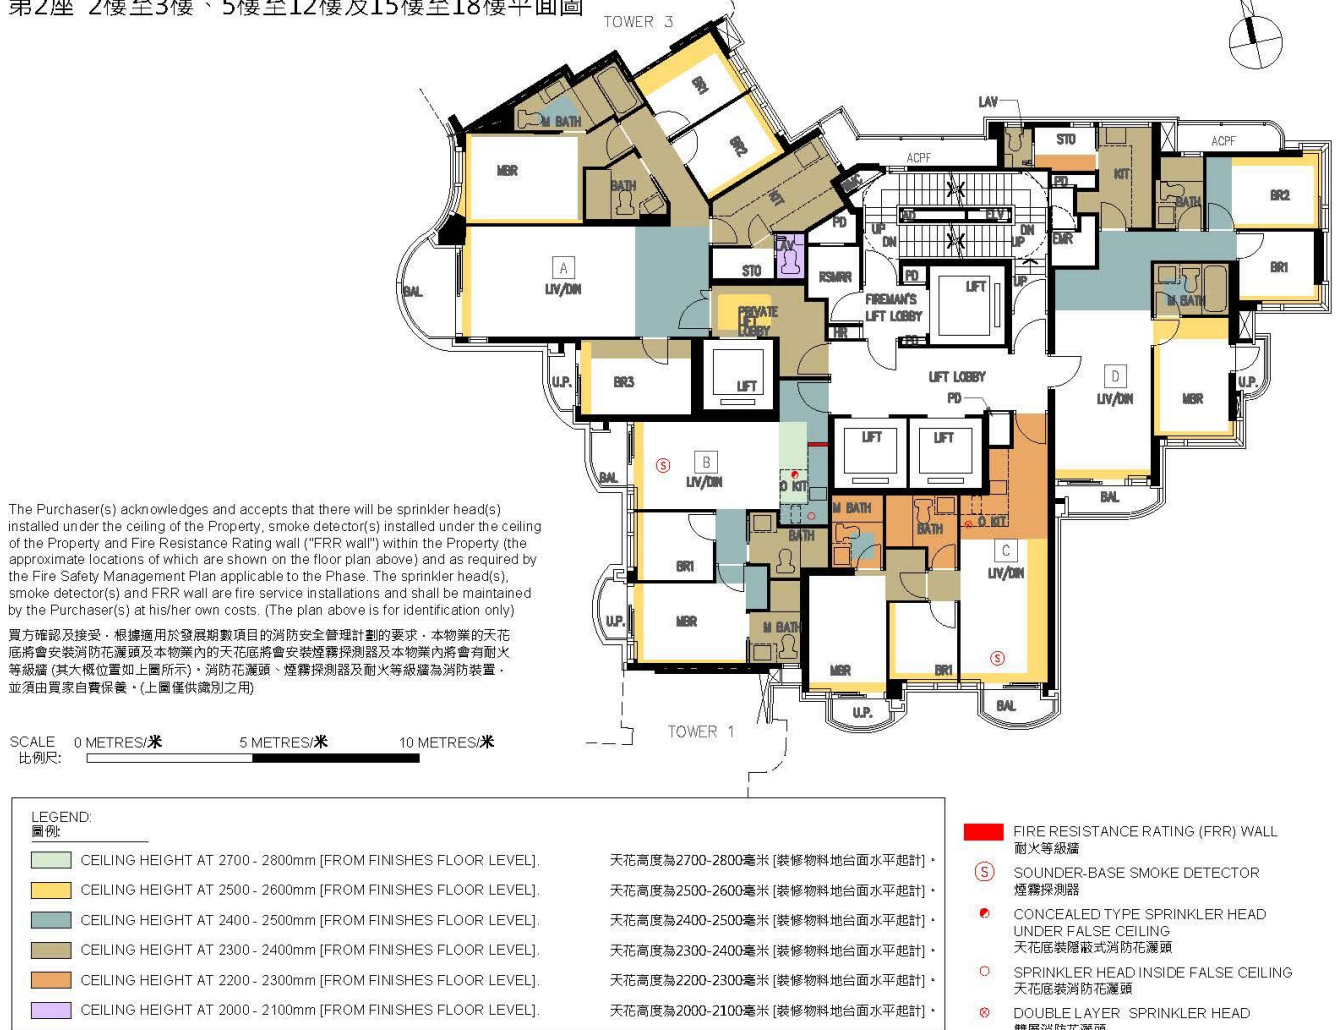 第2座 2樓至3樓、5樓至12樓及15樓至18樓平面圖
TOWER 3
LAV
ACPF
STO
ACPF
BR1
M BATH
BR2
KIT
PD
BATH
BR2
MBR
BATH
KIT
PD
UP
DN
AD
ELV
DN
UP
EMR
BR1
A
LIV/DIN
STO
LAV
RSMRR
PD
LIFT
UP
M BATH
BAL
PRIVATE
LIFT
LOBBY
FIREMAN'S
LIFT LOBBY
HR
PD
U.P.
BR3
LIFT
LIFT LOBBY
PD
D
LIV/DIN
MBR
U.P.
BAL
B
LIV/DIN
O KIT
LIFT
LIFT
BAL
M BATH
BATH
O KIT
BATH
BR1
C
LIV/DIN
U.P.
MBR
M BATH
MBR
BR1
U.P.
BAL
TOWER 1
The Purchaser(s) acknowledges and accepts that there will be sprinkler head(s)
installed under the ceiling of the Property, smoke detector(s) installed under the ceiling
of the Property and Fire Resistance Rating wall ("FRR wall") within the Property (the
approximate locations of which are shown on the floor plan above) and as required by
the Fire Safety Management Plan applicable to the Phase. The sprinkler head(s),
smoke detector(s) and FRR wall are fire service installations and shall be maintained
by the Purchaser(s) at his/her own costs. (The plan above is for identification only)
買方確認及接受，根據適用於發展期數項目的消防安全管理計劃的要求，本物業的天花
底將會安裝消防花灑頭及本物業內的天花底將會安裝煙霧探測器及本物業內將會有耐火
等級牆 (其大概位置如上圖所示)。消防花灑頭、煙霧探測器及耐火等級牆為消防裝置，
並須由買家自費保養。(上圖僅供識別之用)
SCALE 0 METRES/米 5 METRES/米 10 METRES/米
比例尺:
LEGEND:
圖例:
CEILING HEIGHT AT 2700 - 2800mm [FROM FINISHES FLOOR LEVEL]. 天花高度為2700-2800毫米 [裝修物料地台面水平起計]。
CEILING HEIGHT AT 2500 - 2600mm [FROM FINISHES FLOOR LEVEL]. 天花高度為2500-2600毫米 [裝修物料地台面水平起計]。
CEILING HEIGHT AT 2400 - 2500mm [FROM FINISHES FLOOR LEVEL]. 天花高度為2400-2500毫米 [裝修物料地台面水平起計]。
CEILING HEIGHT AT 2300 - 2400mm [FROM FINISHES FLOOR LEVEL]. 天花高度為2300-2400毫米 [裝修物料地台面水平起計]。
CEILING HEIGHT AT 2200 - 2300mm [FROM FINISHES FLOOR LEVEL]. 天花高度為2200-2300毫米 [裝修物料地台面水平起計]。
CEILING HEIGHT AT 2000 - 2100mm [FROM FINISHES FLOOR LEVEL]. 天花高度為2000-2100毫米 [裝修物料地台面水平起計]。
FIRE RESISTANCE RATING (FRR) WALL
耐火等級牆
S SOUNDER-BASE SMOKE DETECTOR
煙霧探測器
CONCEALED TYPE SPRINKLER HEAD
UNDER FALSE CEILING
天花底裝隱蔽式消防花灑頭
SPRINKLER HEAD INSIDE FALSE CEILING
天花底裝消防花灑頭
DOUBLE LAYER SPRINKLER HEAD
雙層消防花灑頭